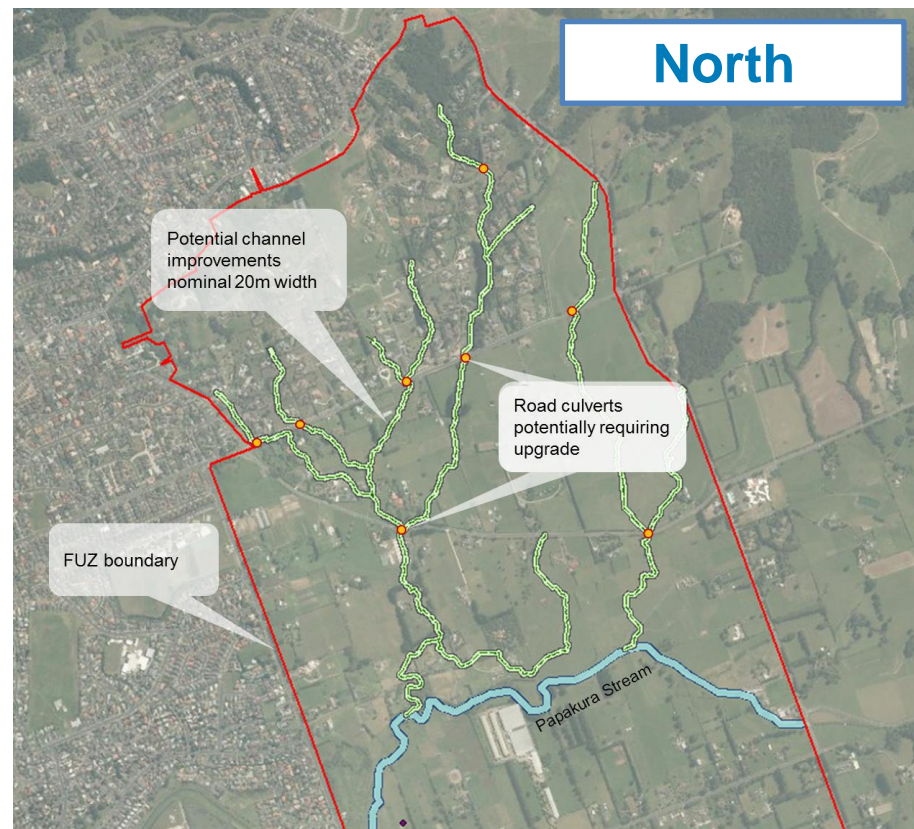 North
Potential channel
improvements
nominal 20m width
Road culverts
potentially requiring
upgrade
FUZ boundary
Papakura Stream